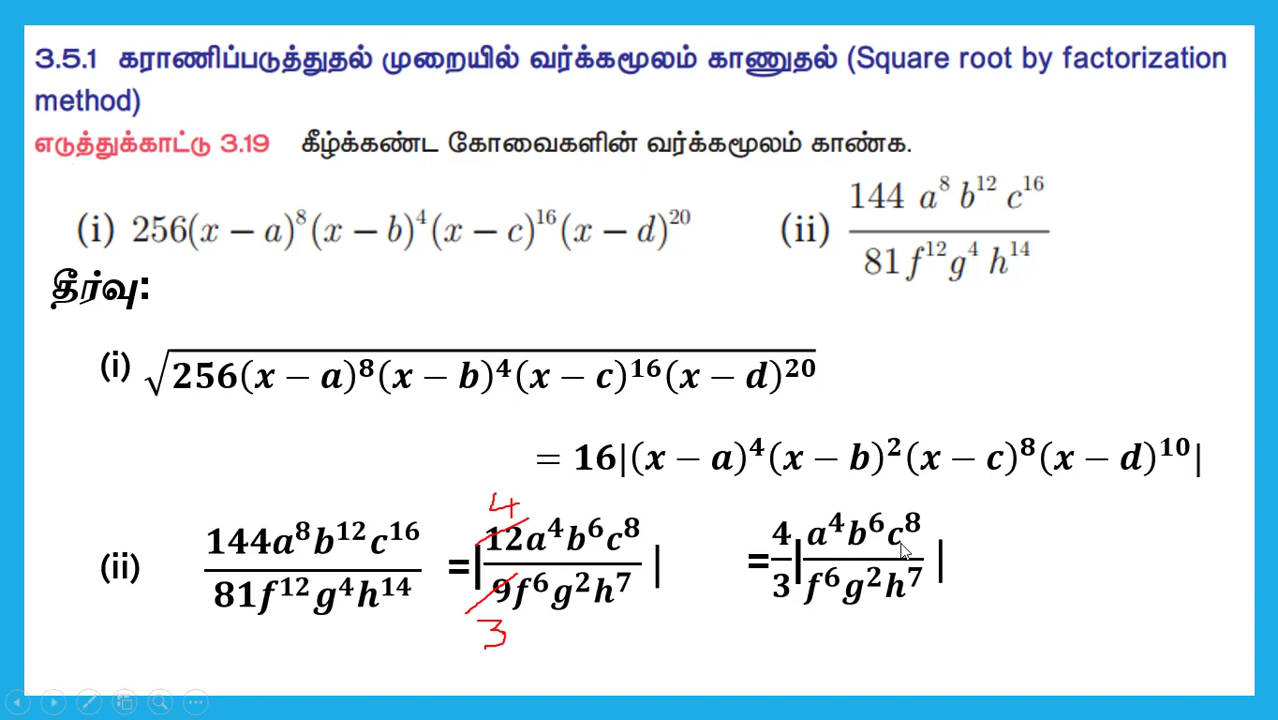 3.5.1 கராணிப்படுத்துதல் முறையில் வர்க்கமூலம் காணுதல் (Square root by factorization
method)
எடுத்துக்காட்டு 3.19 கீழ்க்கண்ட கோவைகளின் வர்க்கமூலம் காண்க.
(i) 256(x − a)^8(x − b)^4(x − c)^16(x − d)^20 (ii) 144 a^8 b^12 c^16 / 81 f^12 g^4 h^14
தீர்வு:
(i) √256(x − a)^8(x − b)^4(x − c)^16(x − d)^20
= 16|(x − a)^4(x − b)^2(x − c)^8(x − d)^10|
4
(ii) 144a^8b^12c^16 / 81f^12g^4h^14 =|12a^4b^6c^8 / 9f^6g^2h^7| =4/3|a^4b^6c^8 / f^6g^2h^7|
3